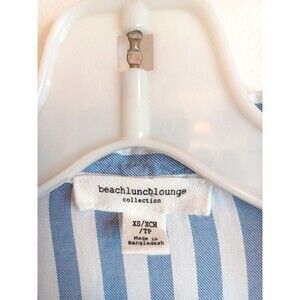 beachlunchlounge
collection
XS/XCH
/TP
Made in
Bangladesh